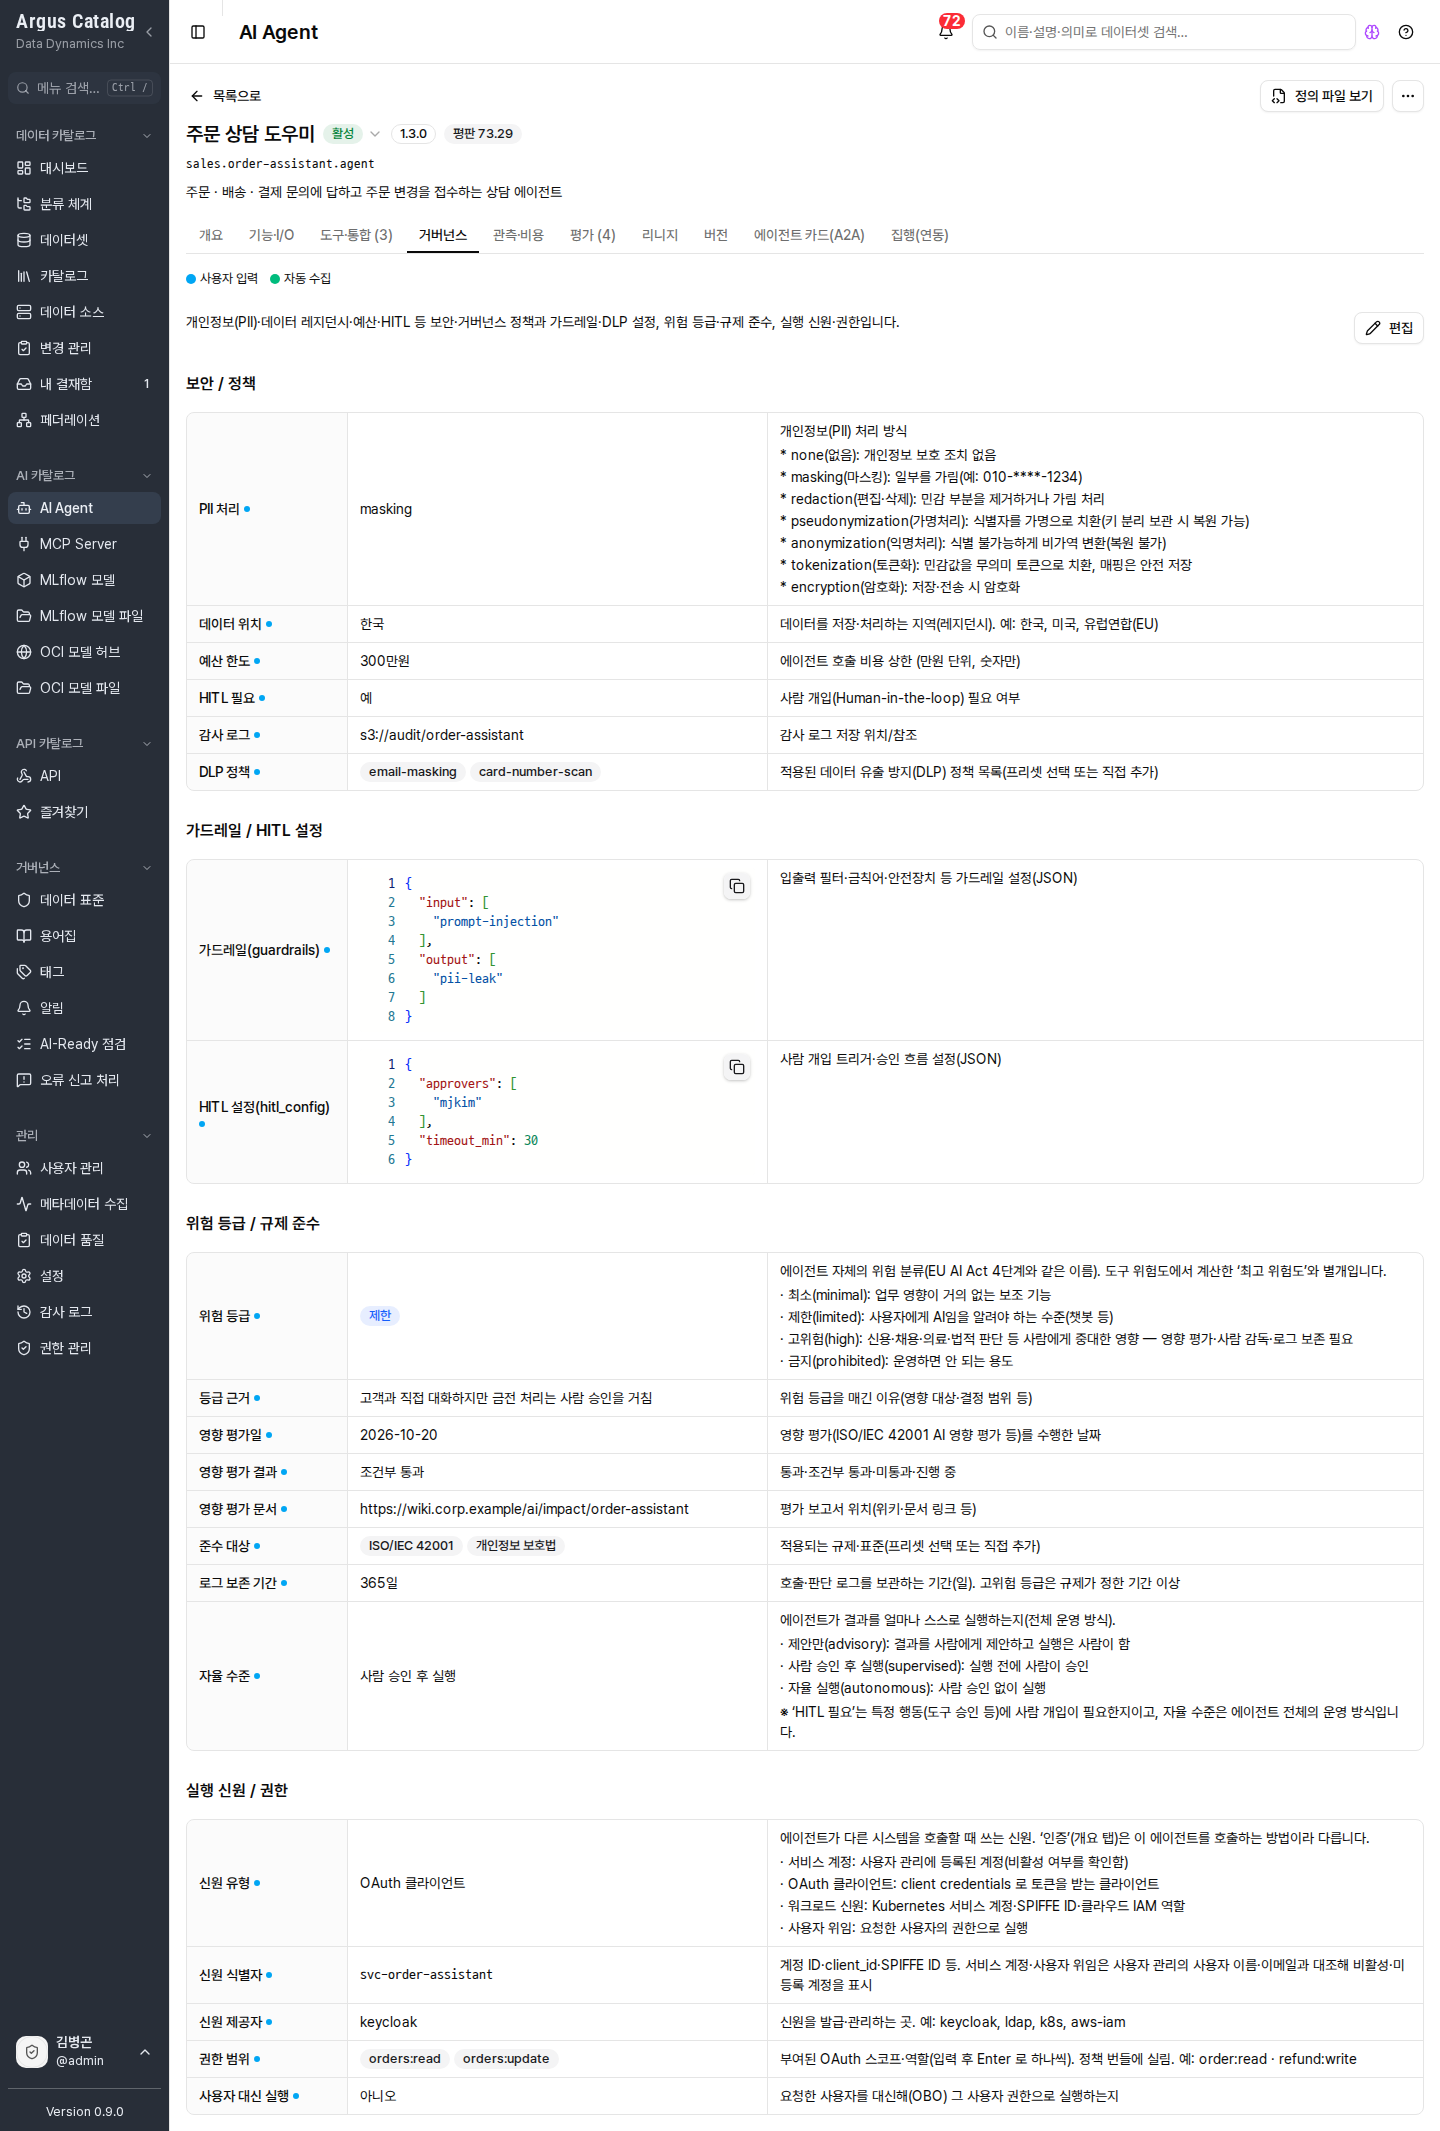 Argus Catalog
Data Dynamics Inc
메뉴 검색... Ctrl /
데이터 카탈로그
대시보드
분류 체계
데이터셋
카탈로그
데이터 소스
변경 관리
내 결재함 1
페더레이션
AI 카탈로그
AI Agent
MCP Server
MLflow 모델
MLflow 모델 파일
OCI 모델 허브
OCI 모델 파일
API 카탈로그
API
즐겨찾기
거버넌스
데이터 표준
용어집
태그
알림
AI-Ready 점검
오류 신고 처리
관리
사용자 관리
메타데이터 수집
데이터 품질
설정
감사 로그
권한 관리
김병곤
@admin
Version 0.9.0
AI Agent
72
이름·설명·의미로 데이터셋 검색...
목록으로
정의 파일 보기
주문 상담 도우미 활성 1.3.0 평판 73.29
sales.order-assistant.agent
주문 · 배송 · 결제 문의에 답하고 주문 변경을 접수하는 상담 에이전트
개요 기능·I/O 도구·통합 (3) 거버넌스 관측·비용 평가 (4) 리니지 버전 에이전트 카드(A2A) 집행(연동)
사용자 입력 자동 수집
개인정보(PII)·데이터 레지던시·예산·HITL 등 보안·거버넌스 정책과 가드레일·DLP 설정, 위험 등급·규제 준수, 실행 신원·권한입니다.
편집
보안 / 정책
PII 처리
masking
개인정보(PII) 처리 방식
* none(없음): 개인정보 보호 조치 없음
* masking(마스킹): 일부를 가림(예: 010-****-1234)
* redaction(편집·삭제): 민감 부분을 제거하거나 가림 처리
* pseudonymization(가명처리): 식별자를 가명으로 치환(키 분리 보관 시 복원 가능)
* anonymization(익명처리): 식별 불가능하게 비가역 변환(복원 불가)
* tokenization(토큰화): 민감값을 무의미 토큰으로 치환, 매핑은 안전 저장
* encryption(암호화): 저장·전송 시 암호화
데이터 위치 한국 데이터를 저장·처리하는 지역(레지던시). 예: 한국, 미국, 유럽연합(EU)
예산 한도 300만원 에이전트 호출 비용 상한 (만원 단위, 숫자만)
HITL 필요 예 사람 개입(Human-in-the-loop) 필요 여부
감사 로그 s3://audit/order-assistant 감사 로그 저장 위치/참조
DLP 정책 email-masking card-number-scan 적용된 데이터 유출 방지(DLP) 정책 목록(프리셋 선택 또는 직접 추가)
가드레일 / HITL 설정
가드레일(guardrails)
1 {
2 "input": [
3 "prompt-injection"
4 ],
5 "output": [
6 "pii-leak"
7 ]
8 }
입출력 필터·금칙어·안전장치 등 가드레일 설정(JSON)
HITL 설정(hitl_config)
1 {
2 "approvers": [
3 "mjkim"
4 ],
5 "timeout_min": 30
6 }
사람 개입 트리거·승인 흐름 설정(JSON)
위험 등급 / 규제 준수
위험 등급
제한
에이전트 자체의 위험 분류(EU AI Act 4단계와 같은 이름). 도구 위험도에서 계산한 ‘최고 위험도’와 별개입니다.
· 최소(minimal): 업무 영향이 거의 없는 보조 기능
· 제한(limited): 사용자에게 AI임을 알려야 하는 수준(챗봇 등)
· 고위험(high): 신용·채용·의료·법적 판단 등 사람에게 중대한 영향 — 영향 평가·사람 감독·로그 보존 필요
· 금지(prohibited): 운영하면 안 되는 용도
등급 근거 고객과 직접 대화하지만 금전 처리는 사람 승인을 거침 위험 등급을 매긴 이유(영향 대상·결정 범위 등)
영향 평가일 2026-10-20 영향 평가(ISO/IEC 42001 AI 영향 평가 등)를 수행한 날짜
영향 평가 결과 조건부 통과 통과·조건부 통과·미통과·진행 중
영향 평가 문서 https://wiki.corp.example/ai/impact/order-assistant 평가 보고서 위치(위키·문서 링크 등)
준수 대상 ISO/IEC 42001 개인정보 보호법 적용되는 규제·표준(프리셋 선택 또는 직접 추가)
로그 보존 기간 365일 호출·판단 로그를 보관하는 기간(일). 고위험 등급은 규제가 정한 기간 이상
자율 수준
사람 승인 후 실행
에이전트가 결과를 얼마나 스스로 실행하는지(전체 운영 방식).
· 제안만(advisory): 결과를 사람에게 제안하고 실행은 사람이 함
· 사람 승인 후 실행(supervised): 실행 전에 사람이 승인
· 자율 실행(autonomous): 사람 승인 없이 실행
※ ‘HITL 필요’는 특정 행동(도구 승인 등)에 사람 개입이 필요한지이고, 자율 수준은 에이전트 전체의 운영 방식입니
다.
실행 신원 / 권한
신원 유형
OAuth 클라이언트
에이전트가 다른 시스템을 호출할 때 쓰는 신원. ‘인증’(개요 탭)은 이 에이전트를 호출하는 방법이라 다릅니다.
· 서비스 계정: 사용자 관리에 등록된 계정(비활성 여부를 확인함)
· OAuth 클라이언트: client credentials 로 토큰을 받는 클라이언트
· 워크로드 신원: Kubernetes 서비스 계정·SPIFFE ID·클라우드 IAM 역할
· 사용자 위임: 요청한 사용자의 권한으로 실행
신원 식별자
svc-order-assistant
계정 ID·client_id·SPIFFE ID 등. 서비스 계정·사용자 위임은 사용자 관리의 사용자 이름·이메일과 대조해 비활성·미
등록 계정을 표시
신원 제공자 keycloak 신원을 발급·관리하는 곳. 예: keycloak, ldap, k8s, aws-iam
권한 범위 orders:read orders:update 부여된 OAuth 스코프·역할(입력 후 Enter 로 하나씩). 정책 번들에 실림. 예: order:read · refund:write
사용자 대신 실행 아니오 요청한 사용자를 대신해(OBO) 그 사용자 권한으로 실행하는지